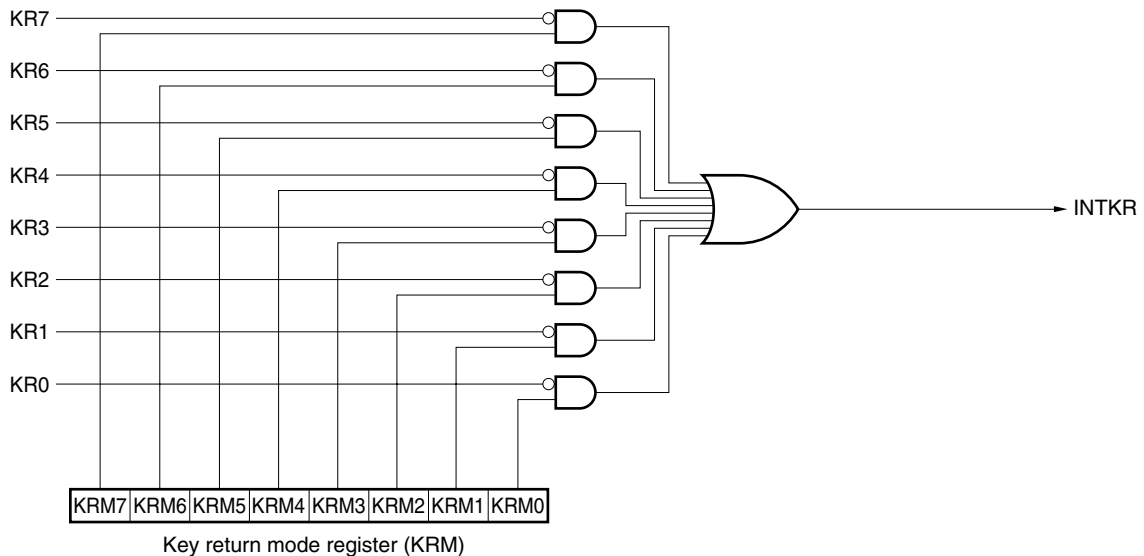 KR7
KR6
KR5
KR4
KR3
KR2
KR1
KR0
INTKR
KRM7 KRM6 KRM5 KRM4 KRM3 KRM2 KRM1 KRM0
Key return mode register (KRM)